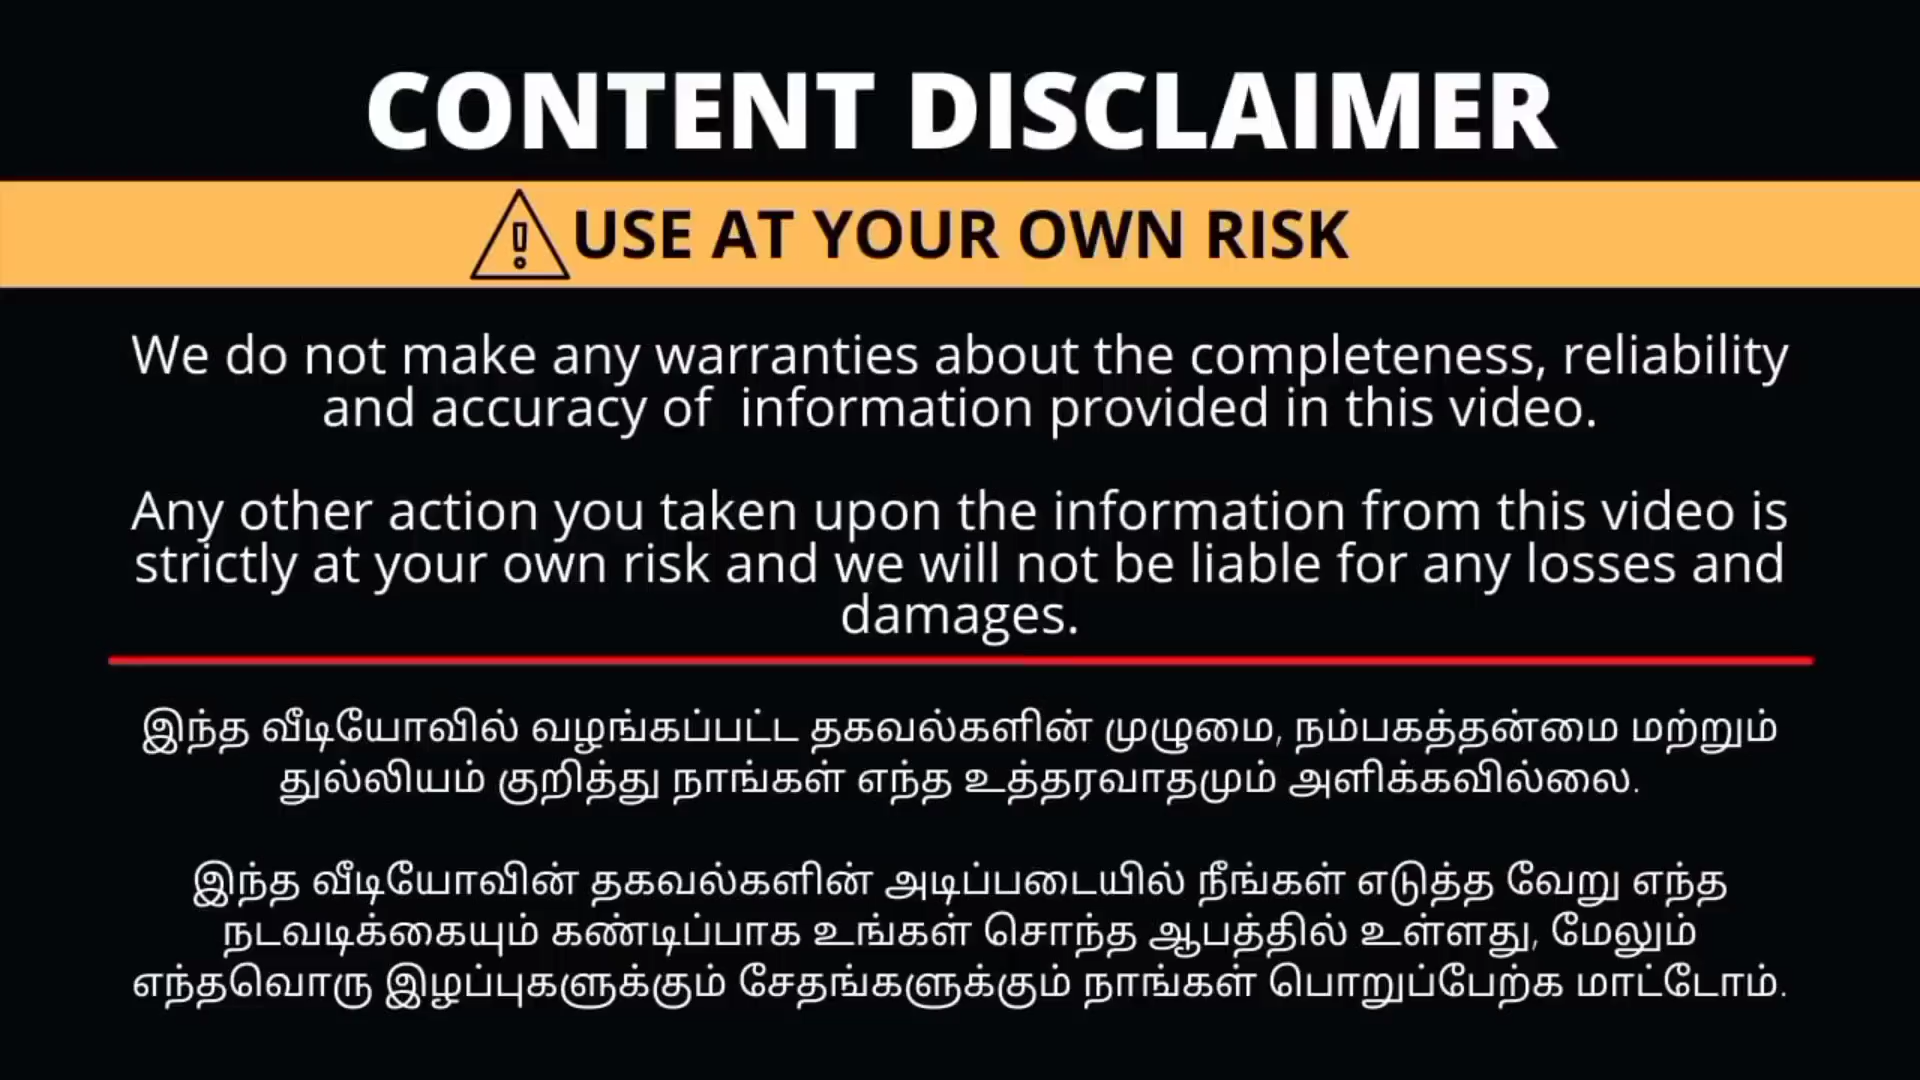 CONTENT DISCLAIMER
USE AT YOUR OWN RISK
We do not make any warranties about the completeness, reliability
and accuracy of information provided in this video.
Any other action you taken upon the information from this video is
strictly at your own risk and we will not be liable for any losses and
damages.
இந்த வீடியோவில் வழங்கப்பட்ட தகவல்களின் முழுமை, நம்பகத்தன்மை மற்றும்
துல்லியம் குறித்து நாங்கள் எந்த உத்தரவாதமும் அளிக்கவில்லை.
இந்த வீடியோவின் தகவல்களின் அடிப்படையில் நீங்கள் எடுத்த வேறு எந்த
நடவடிக்கையும் கண்டிப்பாக உங்கள் சொந்த ஆபத்தில் உள்ளது, மேலும்
எந்தவொரு இழப்புகளுக்கும் சேதங்களுக்கும் நாங்கள் பொறுப்பேற்க மாட்டோம்.